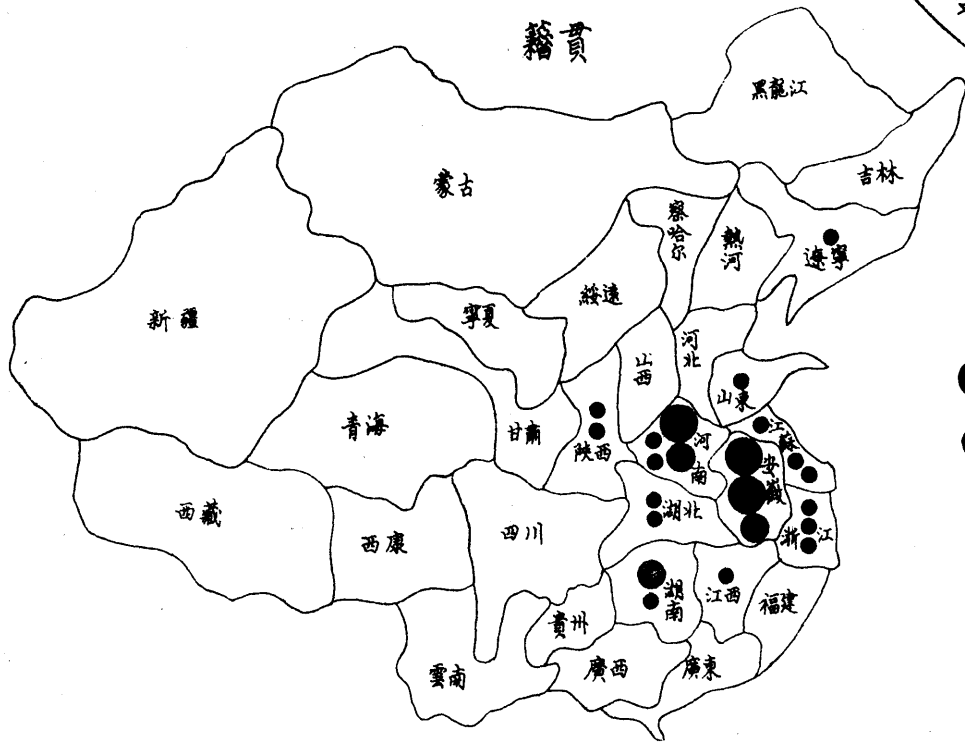 籍貫
黑龍江
吉林
蒙古
察哈尔
熱河
遼寧
綏遠
寧夏
新疆
山西
河北
山東
青海
甘肅
陝西
河南
江蘇
安徽
西藏
西康
四川
湖北
浙江
湖南
江西
福建
貴州
雲南
廣西
廣東